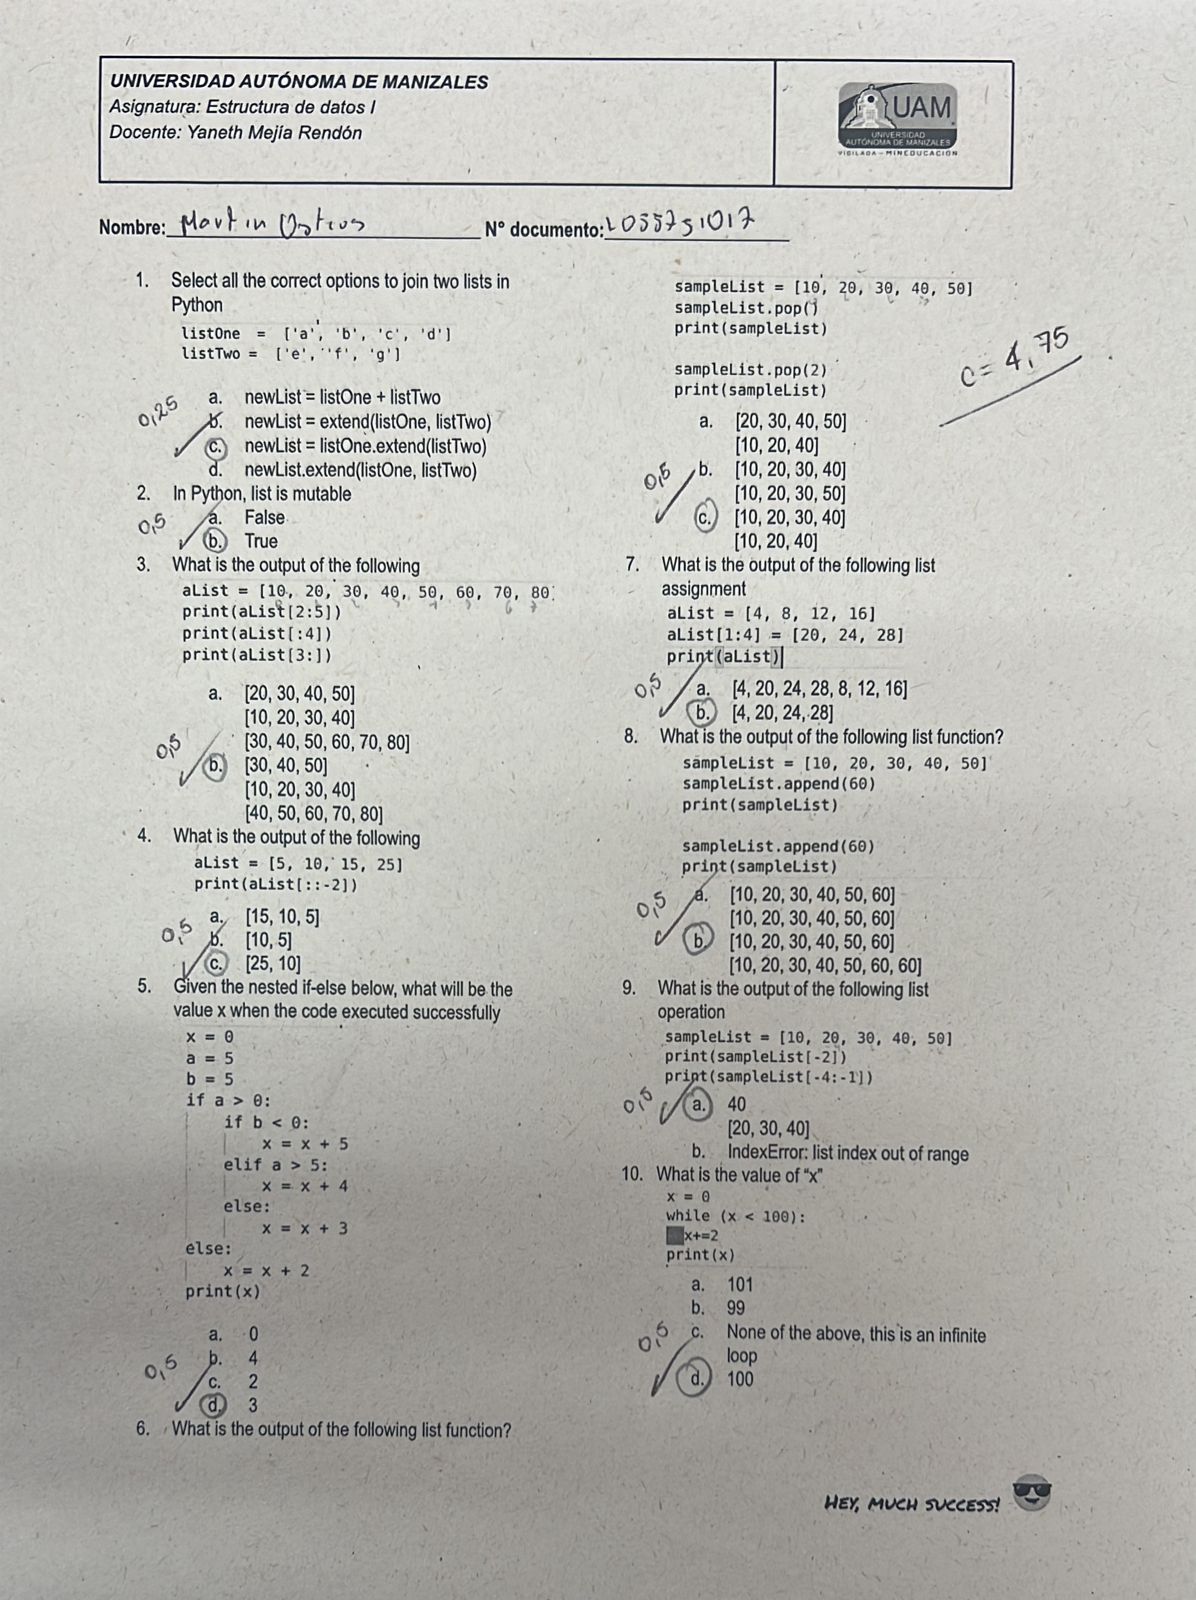 UNIVERSIDAD AUTÓNOMA DE MANIZALES
Asignatura: Estructura de datos I
Docente: Yaneth Mejía Rendón
UAM
UNIVERSIDAD
AUTÓNOMA DE MANIZALES
VIGILADA - MINEDUCACIÓN
Nombre: Martin
N° documento:
1. Select all the correct options to join two lists in
Python
listOne = ['a', 'b', 'c', 'd']
listTwo = ['e', 'f', 'g']
0,25
a. newList = listOne + listTwo
b. newList = extend(listOne, listTwo)
c. newList = listOne.extend(listTwo)
d. newList.extend(listOne, listTwo)
2. In Python, list is mutable
0,5
a. False
b. True
3. What is the output of the following
aList = [10, 20, 30, 40, 50, 60, 70, 80]
print(aList[2:5])
print(aList[:4])
print(aList[3:])
a. [20, 30, 40, 50]
[10, 20, 30, 40]
[30, 40, 50, 60, 70, 80]
0,5
b. [30, 40, 50]
[10, 20, 30, 40]
[40, 50, 60, 70, 80]
4. What is the output of the following
aList = [5, 10, 15, 25]
print(aList[::-2])
0,5
a. [15, 10, 5]
b. [10, 5]
c. [25, 10]
5. Given the nested if-else below, what will be the
value x when the code executed successfully
x = 0
a = 5
b = 5
if a > 0:
if b < 0:
x = x + 5
elif a > 5:
x = x + 4
else:
x = x + 3
else:
x = x + 2
print(x)
a. 0
0,5
b. 4
c. 2
d. 3
6. What is the output of the following list function?
sampleList = [10, 20, 30, 40, 50]
sampleList.pop()
print(sampleList)
sampleList.pop(2)
print(sampleList)
c = 4,75
a. [20, 30, 40, 50]
[10, 20, 40]
0,5
b. [10, 20, 30, 40]
[10, 20, 30, 50]
c. [10, 20, 30, 40]
[10, 20, 40]
7. What is the output of the following list
assignment
aList = [4, 8, 12, 16]
aList[1:4] = [20, 24, 28]
print(aList)
0,5
a. [4, 20, 24, 28, 8, 12, 16]
b. [4, 20, 24, 28]
8. What is the output of the following list function?
sampleList = [10, 20, 30, 40, 50]
sampleList.append(60)
print(sampleList)
sampleList.append(60)
print(sampleList)
0,5
a. [10, 20, 30, 40, 50, 60]
[10, 20, 30, 40, 50, 60]
b. [10, 20, 30, 40, 50, 60]
[10, 20, 30, 40, 50, 60, 60]
9. What is the output of the following list
operation
sampleList = [10, 20, 30, 40, 50]
print(sampleList[-2])
print(sampleList[-4:-1])
0,5
a. 40
[20, 30, 40]
b. IndexError: list index out of range
10. What is the value of “x”
x = 0
while (x < 100):
x+=2
print(x)
a. 101
b. 99
0,5
c. None of the above, this is an infinite
loop
d. 100
HEY, MUCH SUCCESS!